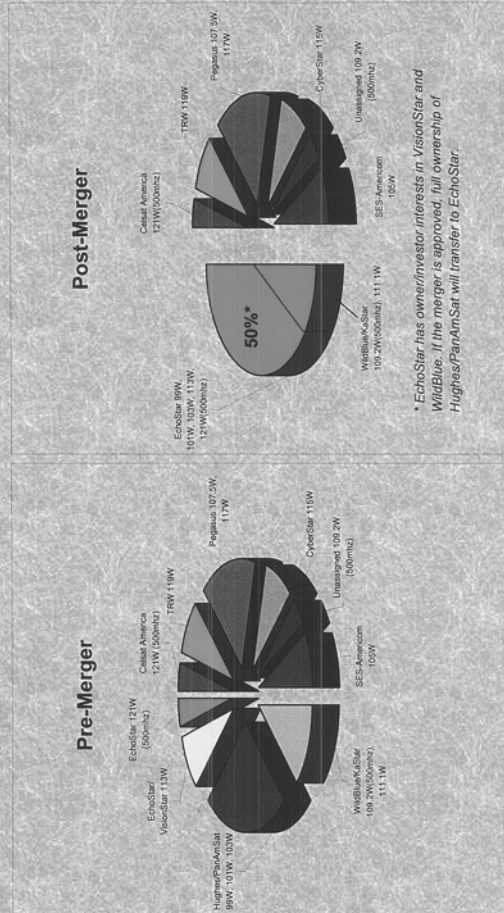 Pre-Merger
EchoStar 121W
(500mhz)
Celsat America
121W (500mhz)
TRW 119W
Pegasus 107.5W,
117W
CyberStar 115W
Unassigned 109.2W
(500mhz)
SES-Americom
105W
WildBlue/KaStar
109.2W(500mhz),
111.1W
Hughes/PanAmSat
99W, 101W, 103W
EchoStar/
VisionStar 113W
Post-Merger
Celsat America
121W(500mhz)
TRW 119W
Pegasus 107.5W,
117W
CyberStar 115W
Unassigned 109.2W
(500mhz)
SES-Americom
105W
WildBlue/KaStar
109.2W(500mhz), 111.1W
EchoStar 99W,
101W, 103W, 113W,
121W(500mhz)
50%*
* EchoStar has owner/investor interests in VisionStar and
WildBlue. If the merger is approved, full ownership of
Hughes/PanAmSat will transfer to EchoStar.